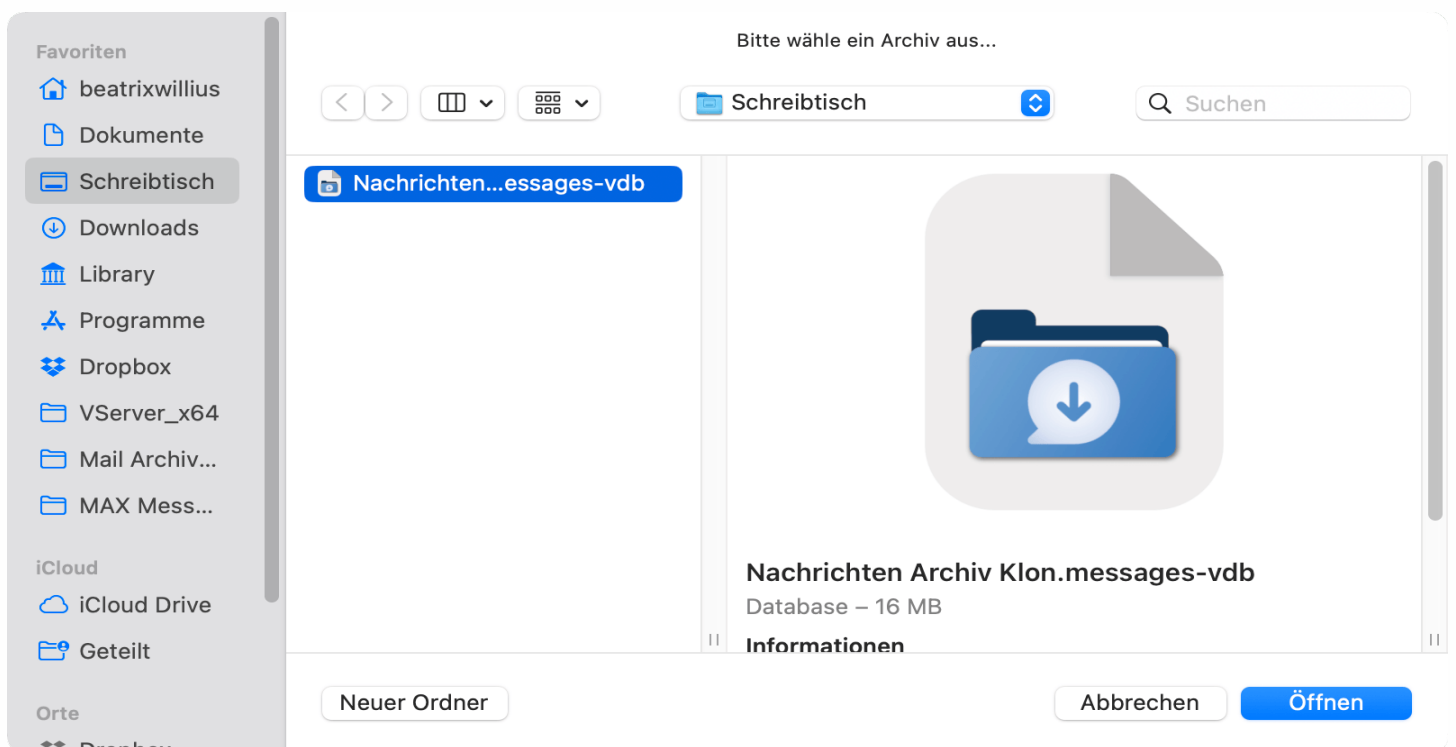 Bitte wähle ein Archiv aus...
Favoriten
beatrixwillius
Dokumente
Schreibtisch
Downloads
Library
Programme
Dropbox
VServer_x64
Mail Archiv...
MAX Mess...
iCloud
iCloud Drive
Geteilt
Orte
Dropbox
Schreibtisch
Suchen
Nachrichten...essages-vdb
Nachrichten Archiv Klon.messages-vdb
Database – 16 MB
Informationen
Neuer Ordner
Abbrechen
Öffnen